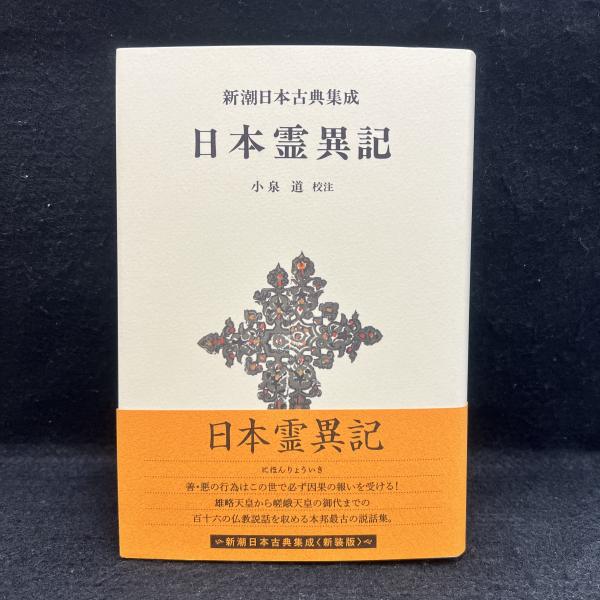 新潮日本古典集成
日本霊異記
小泉 道 校注
日本霊異記
にほんりょういき
善・悪の行為はこの世で必ず因果の報いを受ける！
雄略天皇から嵯峨天皇の御代までの
百十六の仏教説話を収める本邦最古の説話集。
新潮日本古典集成〈新装版〉